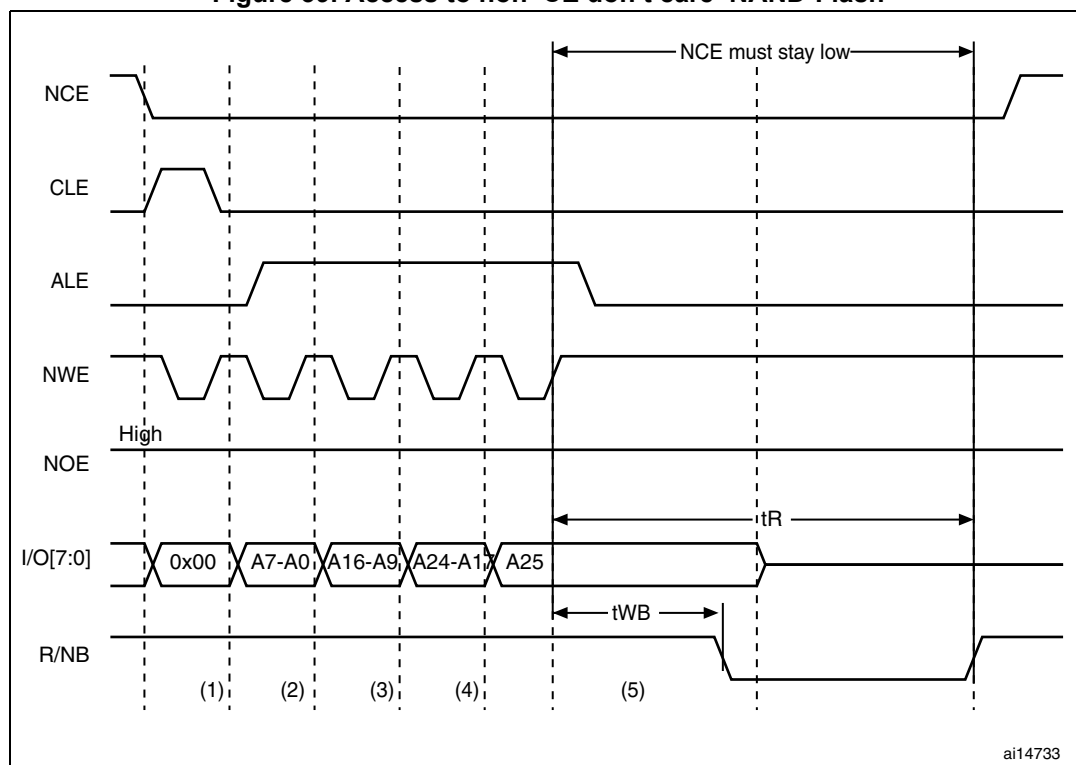 NCE must stay low
NCE
CLE
ALE
NWE
High
NOE
tR
I/O[7:0] 0x00 A7-A0 A16-A9 A24-A17 A25
tWB
R/NB
(1) (2) (3) (4) (5)
ai14733